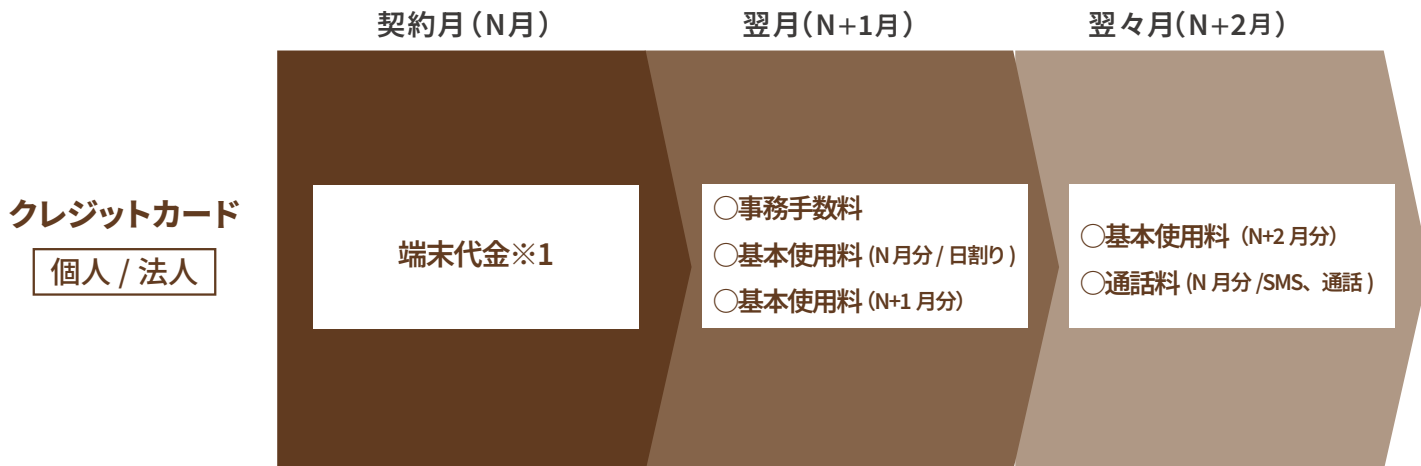 契約月(N月)
翌月(N+1月)
翌々月(N+2月)
クレジットカード
個人 / 法人
端末代金※1
○事務手数料
○基本使用料 (N月分 / 日割り)
○基本使用料 (N+1 月分)
○基本使用料 (N+2 月分)
○通話料 (N 月分 /SMS、通話)